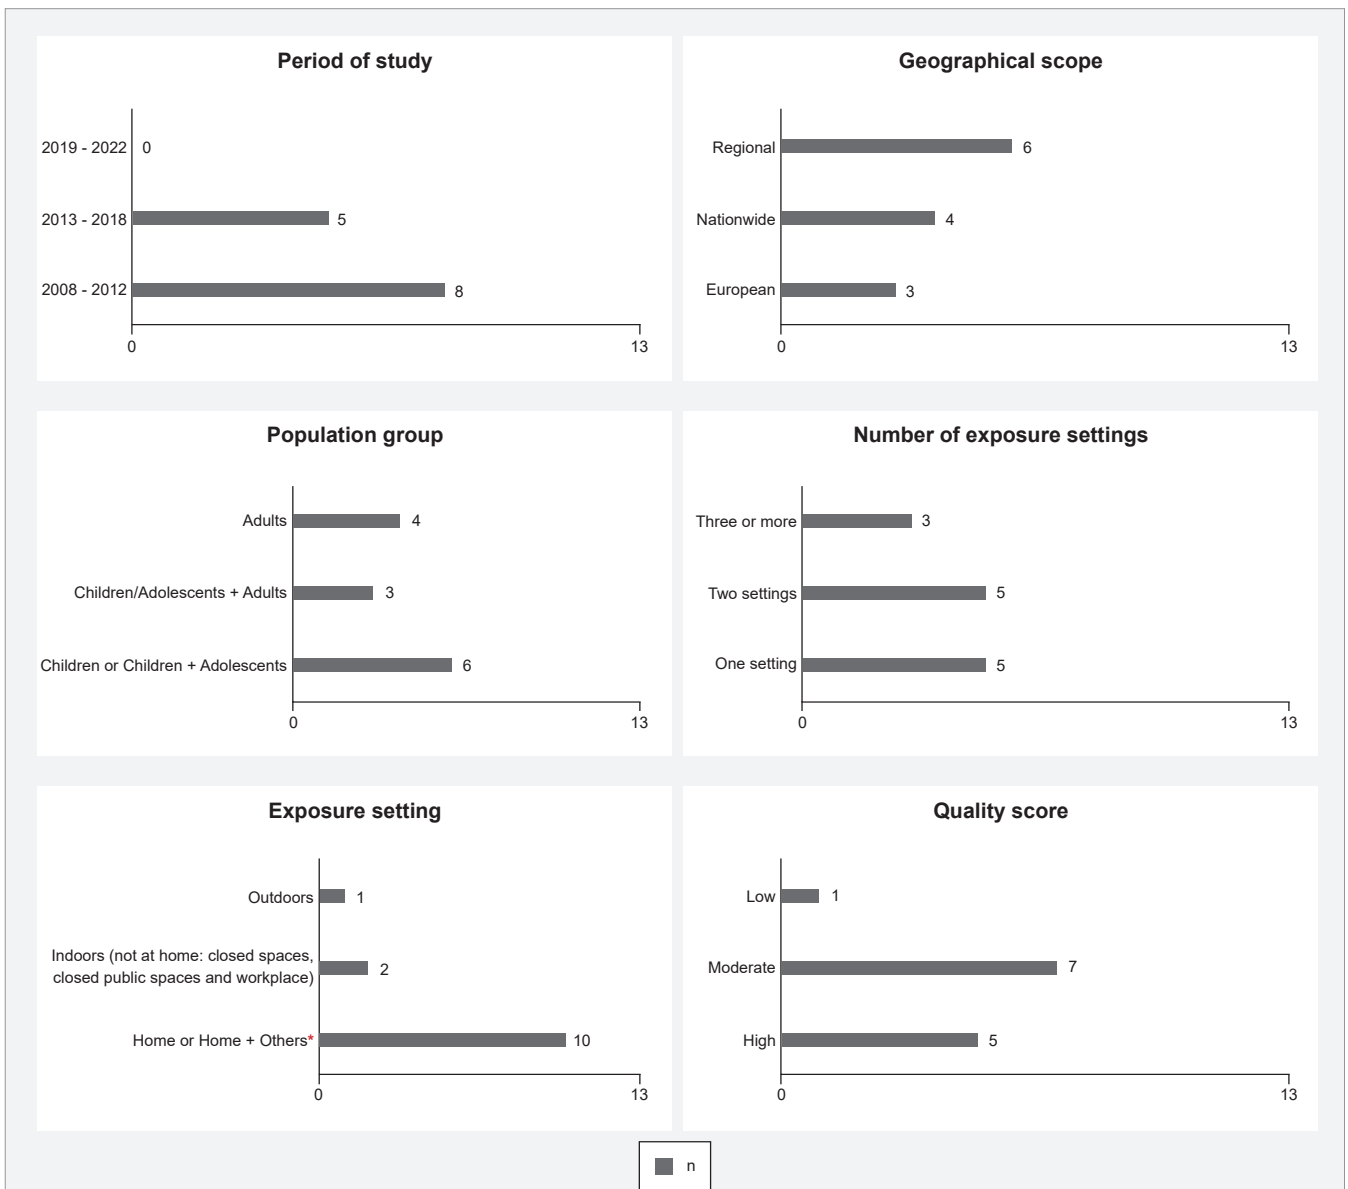 Period of study
2019 - 2022 0
2013 - 2018 5
2008 - 2012 8
0 13
Geographical scope
Regional 6
Nationwide 4
European 3
0 13
Population group
Adults 4
Children/Adolescents + Adults 3
Children or Children + Adolescents 6
0 13
Number of exposure settings
Three or more 3
Two settings 5
One setting 5
0 13
Exposure setting
Outdoors 1
Indoors (not at home: closed spaces,
closed public spaces and workplace) 2
Home or Home + Others* 10
0 13
Quality score
Low 1
Moderate 7
High 5
0 13
n